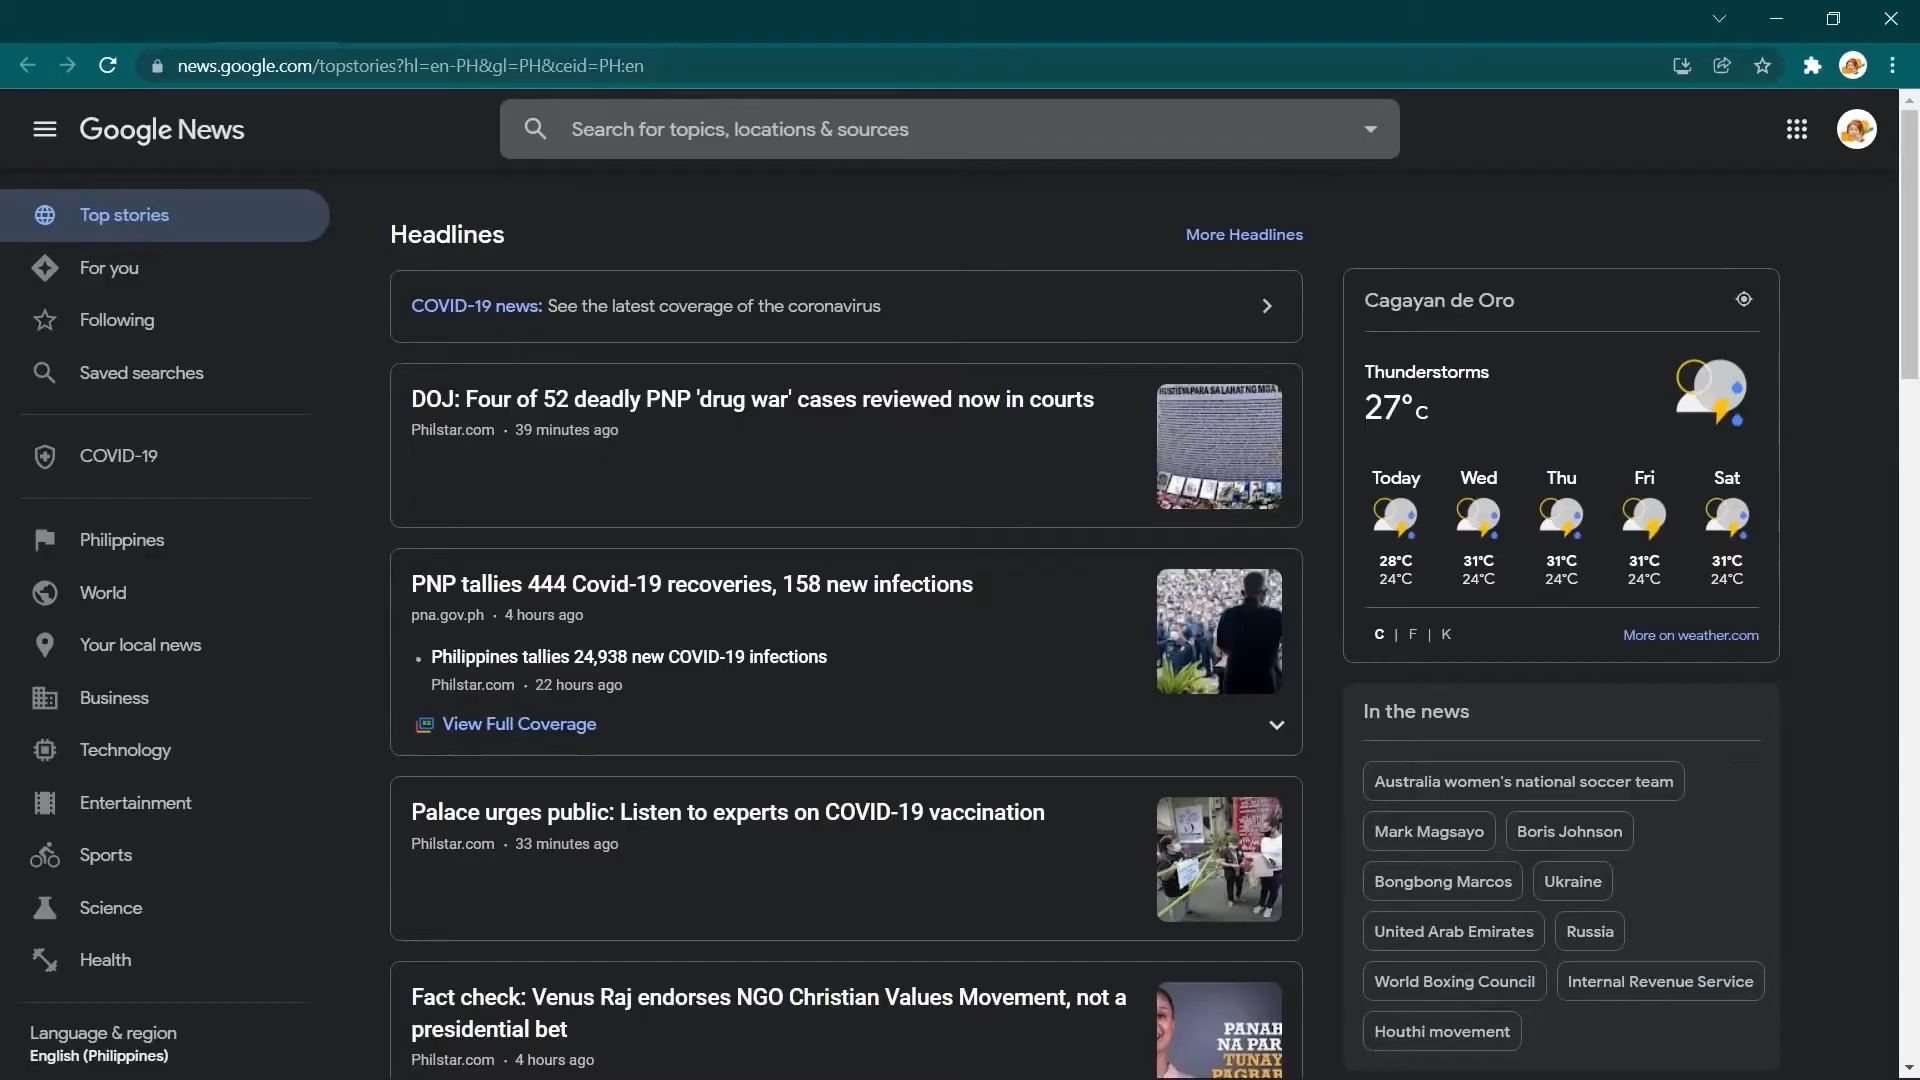 news.google.com/topstories?hl=en-PH&gl=PH&ceid=PH:en
Google News
Search for topics, locations & sources
Top stories
For you
Following
Saved searches
COVID-19
Philippines
World
Your local news
Business
Technology
Entertainment
Sports
Science
Health
Language & region
English (Philippines)
Headlines
More Headlines
COVID-19 news: See the latest coverage of the coronavirus
DOJ: Four of 52 deadly PNP 'drug war' cases reviewed now in courts
Philstar.com · 39 minutes ago
PNP tallies 444 Covid-19 recoveries, 158 new infections
pna.gov.ph · 4 hours ago
• Philippines tallies 24,938 new COVID-19 infections
Philstar.com · 22 hours ago
View Full Coverage
Palace urges public: Listen to experts on COVID-19 vaccination
Philstar.com · 33 minutes ago
Fact check: Venus Raj endorses NGO Christian Values Movement, not a
presidential bet
Philstar.com · 4 hours ago
PANAH
NA PAR
TUNAY
PAGBAB
Cagayan de Oro
Thunderstorms
27° C
Today Wed Thu Fri Sat
28°C 31°C 31°C 31°C 31°C
24°C 24°C 24°C 24°C 24°C
C | F | K
More on weather.com
In the news
Australia women's national soccer team
Mark Magsayo Boris Johnson
Bongbong Marcos Ukraine
United Arab Emirates Russia
World Boxing Council Internal Revenue Service
Houthi movement